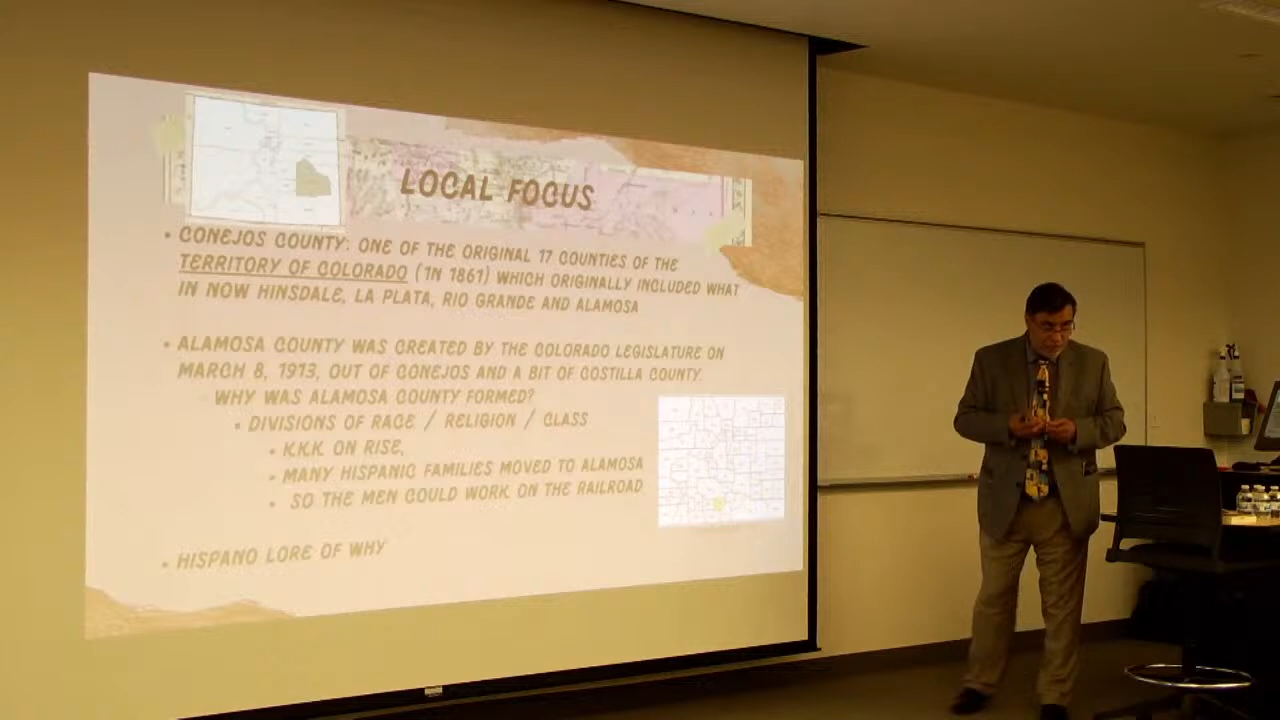 LOCAL FOCUS
• CONEJOS COUNTY: ONE OF THE ORIGINAL 17 COUNTIES OF THE
TERRITORY OF COLORADO (1N 1861) WHICH ORIGINALLY INCLUDED WHAT
IN NOW HINSDALE, LA PLATA, RIO GRANDE AND ALAMOSA
• ALAMOSA COUNTY WAS CREATED BY THE COLORADO LEGISLATURE ON
MARCH 8, 1913, OUT OF CONEJOS AND A BIT OF COSTILLA COUNTY.
WHY WAS ALAMOSA COUNTY FORMED?
• DIVISIONS OF RACE / RELIGION / CLASS
• K.K.K. ON RISE,
• MANY HISPANIC FAMILIES MOVED TO ALAMOSA
• SO THE MEN COULD WORK ON THE RAILROAD
• HISPANO LORE OF WHY